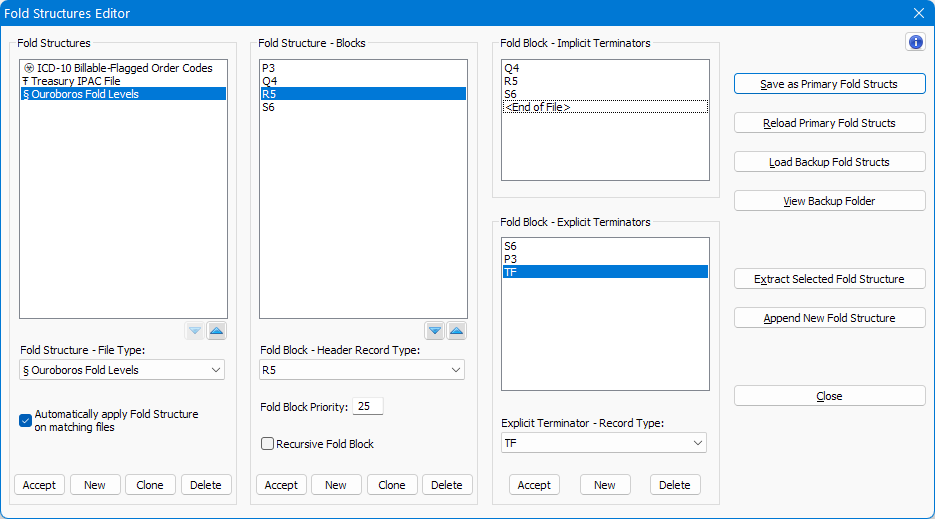 Fold Structures Editor
Fold Structures
ICD-10 Billable-Flagged Order Codes
Ŧ Treasury IPAC File
§ Ouroboros Fold Levels
Fold Structure - File Type:
§ Ouroboros Fold Levels
Automatically apply Fold Structure
on matching files
Accept
New
Clone
Delete
Fold Structure - Blocks
P3
Q4
R5
S6
Fold Block - Header Record Type:
R5
Fold Block Priority: 25
Recursive Fold Block
Accept
New
Clone
Delete
Fold Block - Implicit Terminators
Q4
R5
S6
<End of File>
Fold Block - Explicit Terminators
S6
P3
TF
Explicit Terminator - Record Type:
TF
Accept
New
Delete
Save as Primary Fold Structs
Reload Primary Fold Structs
Load Backup Fold Structs
View Backup Folder
Extract Selected Fold Structure
Append New Fold Structure
Close